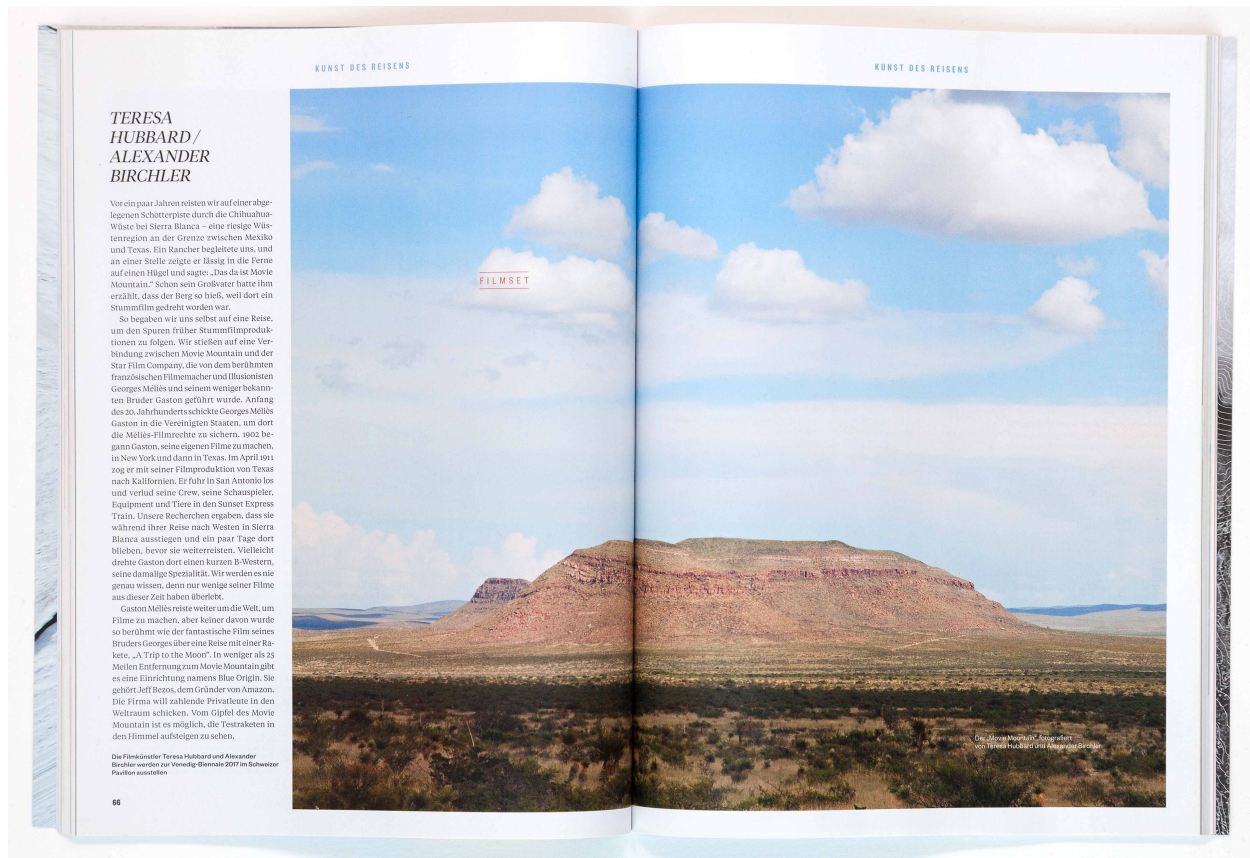 KUNST DES REISENS
KUNST DES REISENS
TERESA
HUBBARD /
ALEXANDER
BIRCHLER
Vor ein paar Jahren reisten wir auf einer abge-
legenen Schotterpiste durch die Chihuahua-
Wüste bei Sierra Blanca – eine riesige Wüs-
tenregion an der Grenze zwischen Mexiko
und Texas. Ein Rancher begleitete uns, und
an einer Stelle zeigte er lässig in die Ferne
auf einen Hügel und sagte: „Das da ist Movie
Mountain.“ Schon sein Großvater hatte ihm
erzählt, dass der Berg so hieß, weil dort ein
Stummfilm gedreht worden war.
So begaben wir uns selbst auf eine Reise,
um den Spuren früher Stummfilmproduk-
tionen zu folgen. Wir stießen auf eine Ver-
bindung zwischen Movie Mountain und der
Star Film Company, die von dem berühmten
französischen Filmemacher und Illusionisten
Georges Méliès und seinem weniger bekann-
ten Bruder Gaston geführt wurde. Anfang
des 20. Jahrhunderts schickte Georges Méliès
Gaston in die Vereinigten Staaten, um dort
die Méliès-Filmrechte zu sichern. 1902 be-
gann Gaston, seine eigenen Filme zu machen,
in New York und dann in Texas. Im April 1911
zog er mit seiner Filmproduktion von Texas
nach Kalifornien. Er fuhr in San Antonio los
und verlud seine Crew, seine Schauspieler,
Equipment und Tiere in den Sunset Express
Train. Unsere Recherchen ergaben, dass sie
während ihrer Reise nach Westen in Sierra
Blanca ausstiegen und ein paar Tage dort
blieben, bevor sie weiterreisten. Vielleicht
drehte Gaston dort einen kurzen B-Western,
seine damalige Spezialität. Wir werden es nie
genau wissen, denn nur wenige seiner Filme
aus dieser Zeit haben überlebt.
Gaston Méliès reiste weiter um die Welt, um
Filme zu machen, aber keiner davon wurde
so berühmt wie der fantastische Film seines
Bruders Georges über eine Reise mit einer Ra-
kete, „A Trip to the Moon“. In weniger als 25
Meilen Entfernung zum Movie Mountain gibt
es eine Einrichtung namens Blue Origin. Sie
gehört Jeff Bezos, dem Gründer von Amazon.
Die Firma will zahlende Privatleute in den
Weltraum schicken. Vom Gipfel des Movie
Mountain ist es möglich, die Testraketen in
den Himmel aufsteigen zu sehen.
Die Filmkünstler Teresa Hubbard und Alexander
Birchler werden zur Venedig-Biennale 2017 im Schweizer
Pavillon ausstellen
66
FILMSET
Der „Movie Mountain“ fotografiert
von Teresa Hubbard und Alexander Birchler